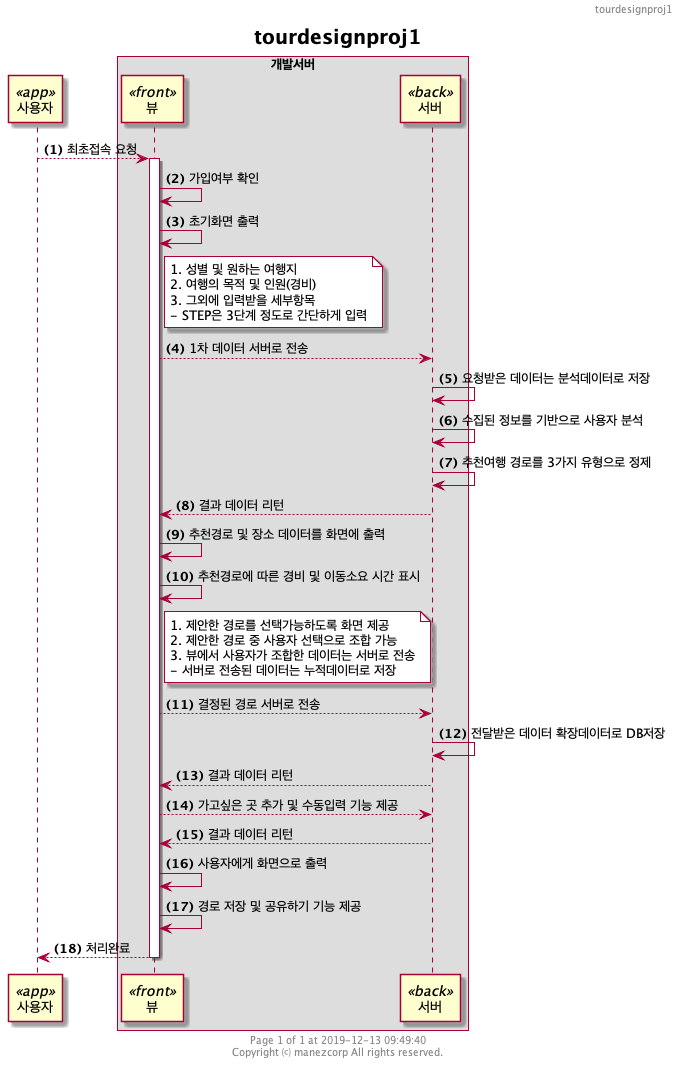 tourdesignproj1
tourdesignproj1
개발서버
«app»
사용자
«front»
뷰
«back»
서버
(1) 최초접속 요청
(2) 가입여부 확인
(3) 초기화면 출력
1. 성별 및 원하는 여행지
2. 여행의 목적 및 인원(경비)
3. 그외에 입력받을 세부항목
- STEP은 3단계 정도로 간단하게 입력
(4) 1차 데이터 서버로 전송
(5) 요청받은 데이터는 분석데이터로 저장
(6) 수집된 정보를 기반으로 사용자 분석
(7) 추천여행 경로를 3가지 유형으로 정제
(8) 결과 데이터 리턴
(9) 추천경로 및 장소 데이터를 화면에 출력
(10) 추천경로에 따른 경비 및 이동소요 시간 표시
1. 제안한 경로를 선택가능하도록 화면 제공
2. 제안한 경로 중 사용자 선택으로 조합 가능
3. 뷰에서 사용자가 조합한 데이터는 서버로 전송
- 서버로 전송된 데이터는 누적데이터로 저장
(11) 결정된 경로 서버로 전송
(12) 전달받은 데이터 확장데이터로 DB저장
(13) 결과 데이터 리턴
(14) 가고싶은 곳 추가 및 수동입력 기능 제공
(15) 결과 데이터 리턴
(16) 사용자에게 화면으로 출력
(17) 경로 저장 및 공유하기 기능 제공
(18) 처리완료
«app»
사용자
«front»
뷰
«back»
서버
Page 1 of 1 at 2019-12-13 09:49:40
Copyright ⒞ manezcorp All rights reserved.